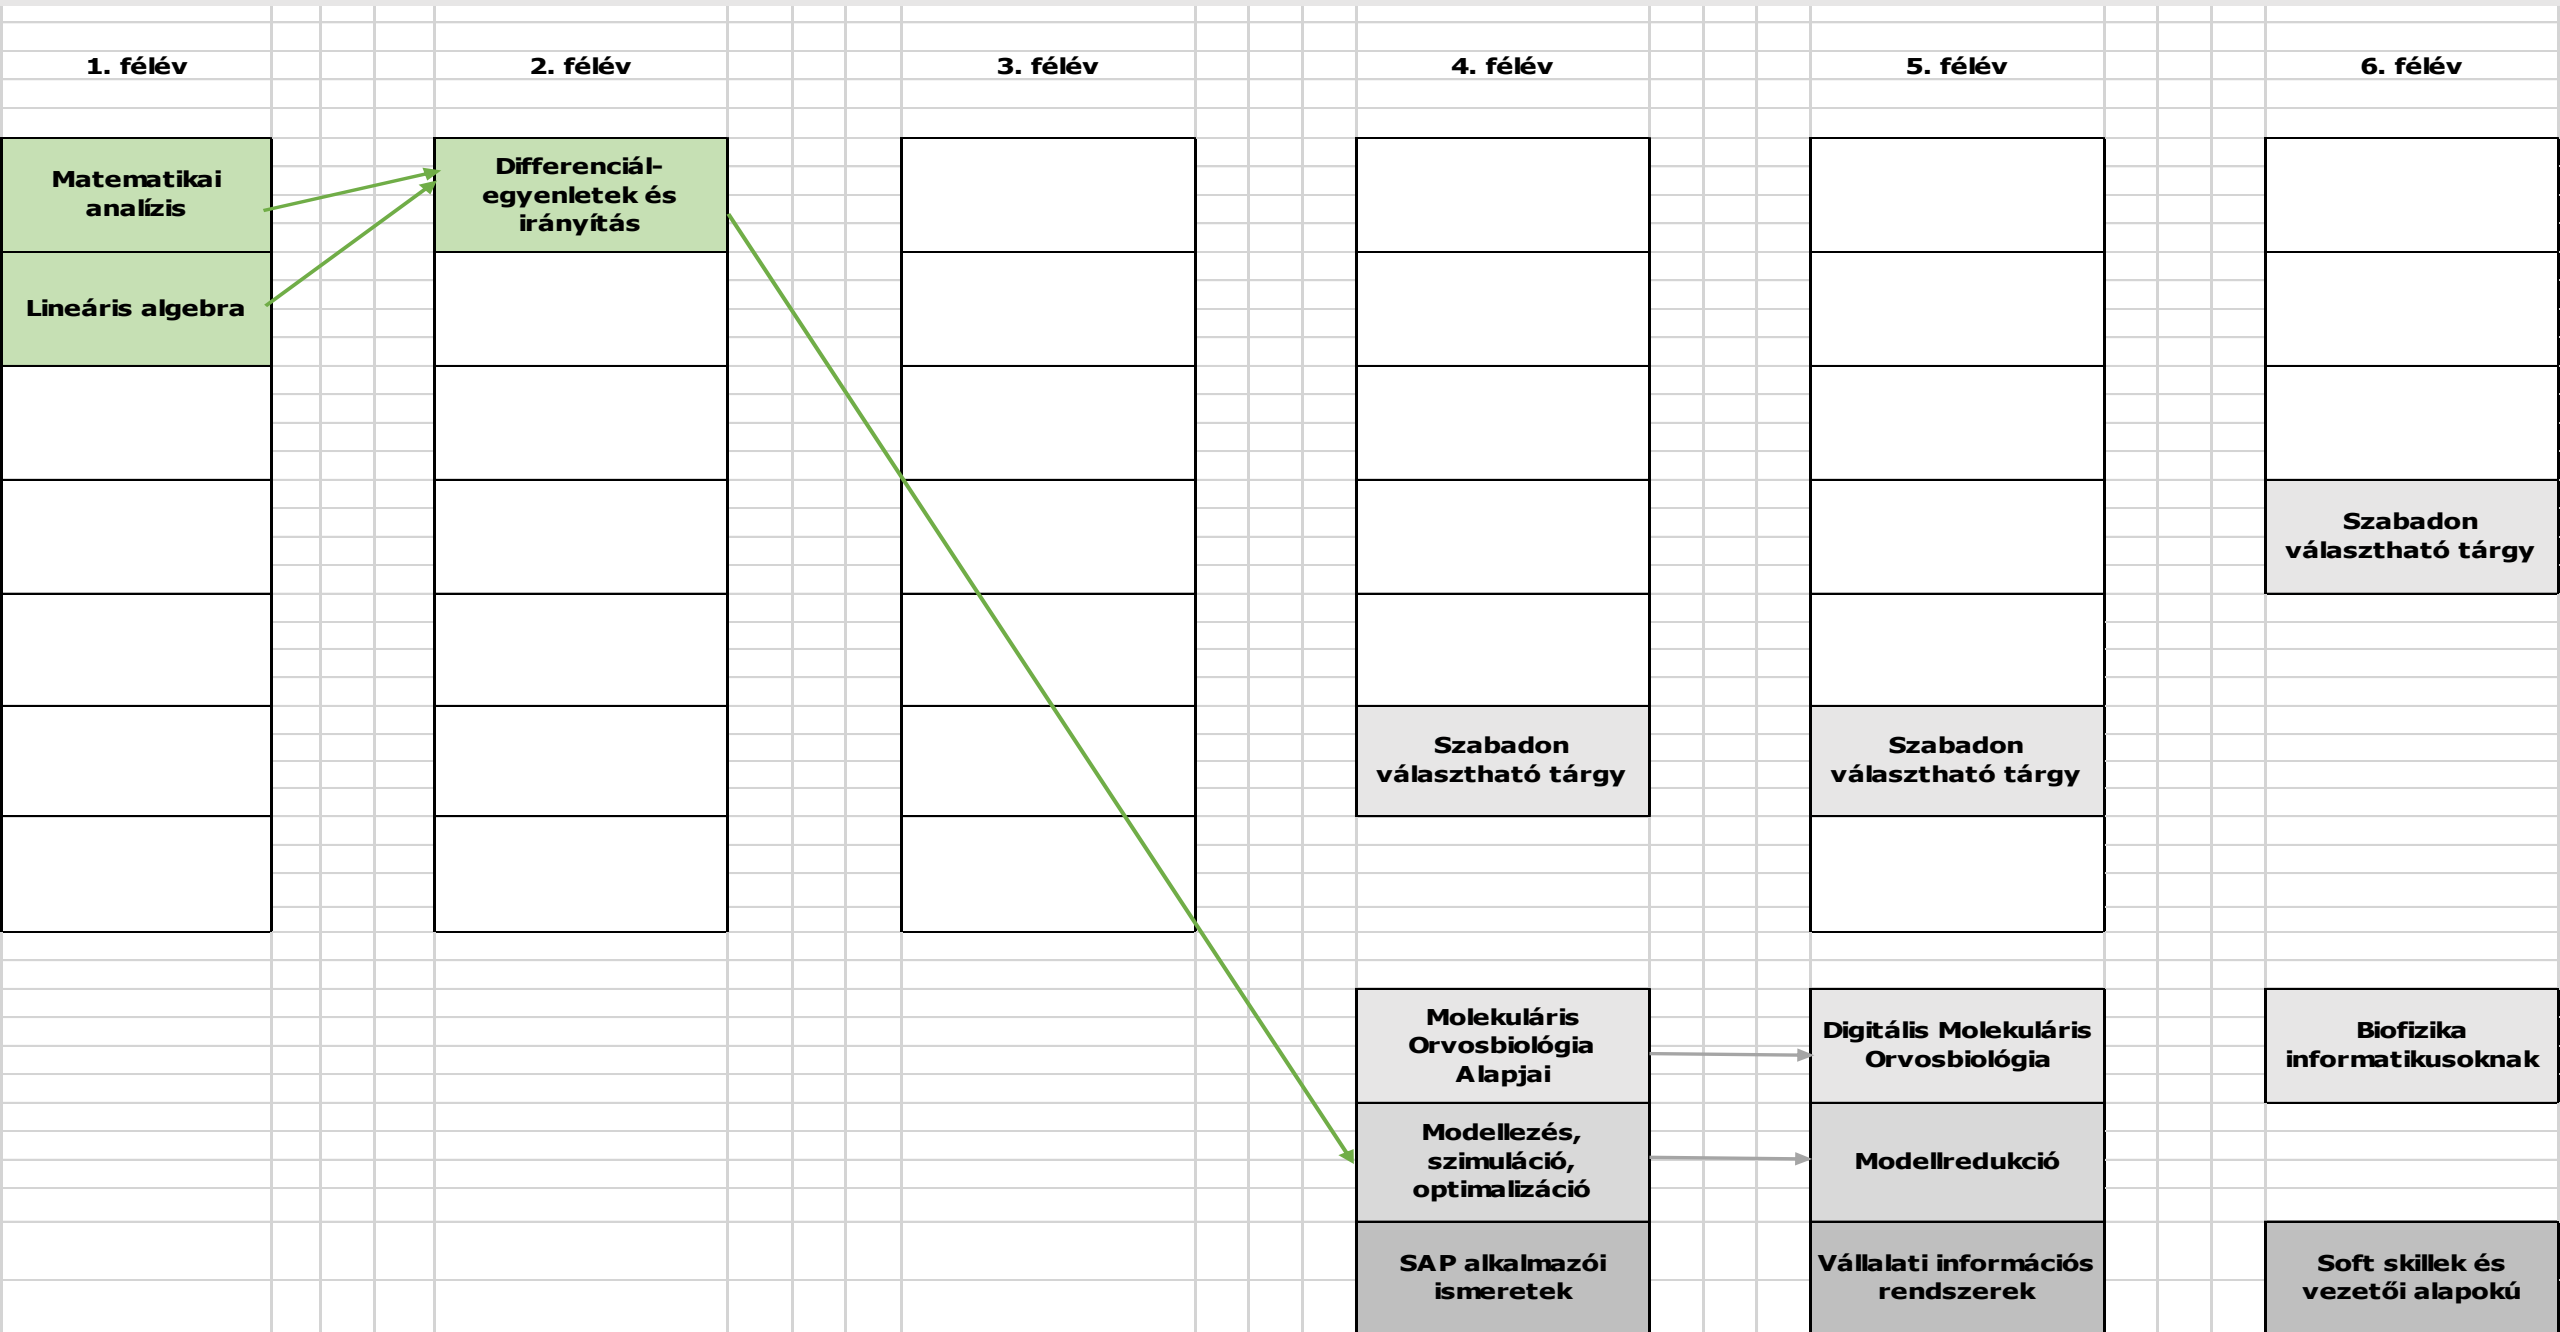 1. félév
2. félév
3. félév
4. félév
5. félév
6. félév
Matematikai
analízis
Differenciál-
egyenletek és
irányítás
Lineáris algebra
Szabadon
választható tárgy
Szabadon
választható tárgy
Szabadon
választható tárgy
Molekuláris
Orvosbiológia
Alapjai
Digitális Molekuláris
Orvosbiológia
Biofizika
informatikusoknak
Modellezés,
szimuláció,
optimalizáció
Modellredukció
SAP alkalmazói
ismeretek
Vállalati információs
rendszerek
Soft skillek és
vezetői alapokú